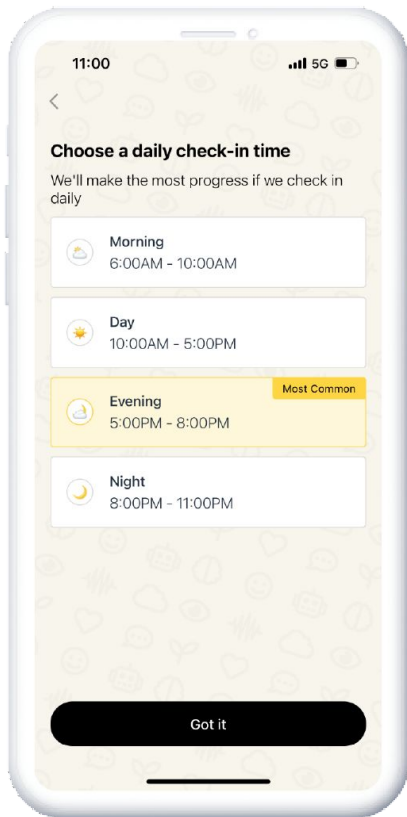 11:00
5G
Choose a daily check-in time
We'll make the most progress if we check in
daily
Morning
6:00AM - 10:00AM
Day
10:00AM - 5:00PM
Most Common
Evening
5:00PM - 8:00PM
Night
8:00PM - 11:00PM
Got it